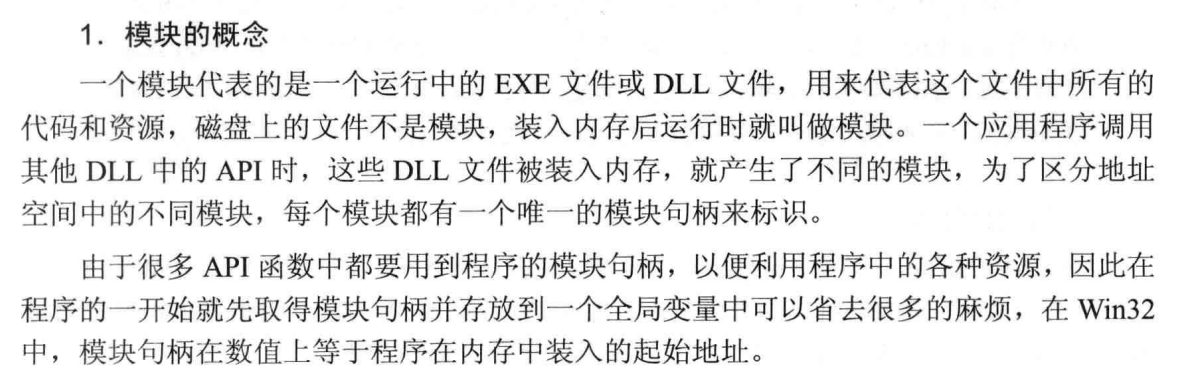 1．模块的概念
一个模块代表的是一个运行中的 EXE 文件或 DLL 文件，用来代表这个文件中所有的
代码和资源，磁盘上的文件不是模块，装入内存后运行时就叫做模块。一个应用程序调用
其他 DLL 中的 API 时，这些 DLL 文件被装入内存，就产生了不同的模块，为了区分地址
空间中的不同模块，每个模块都有一个唯一的模块句柄来标识。
由于很多 API 函数中都要用到程序的模块句柄，以便利用程序中的各种资源，因此在
程序的一开始就先取得模块句柄并存放到一个全局变量中可以省去很多的麻烦，在 Win32
中，模块句柄在数值上等于程序在内存中装入的起始地址。